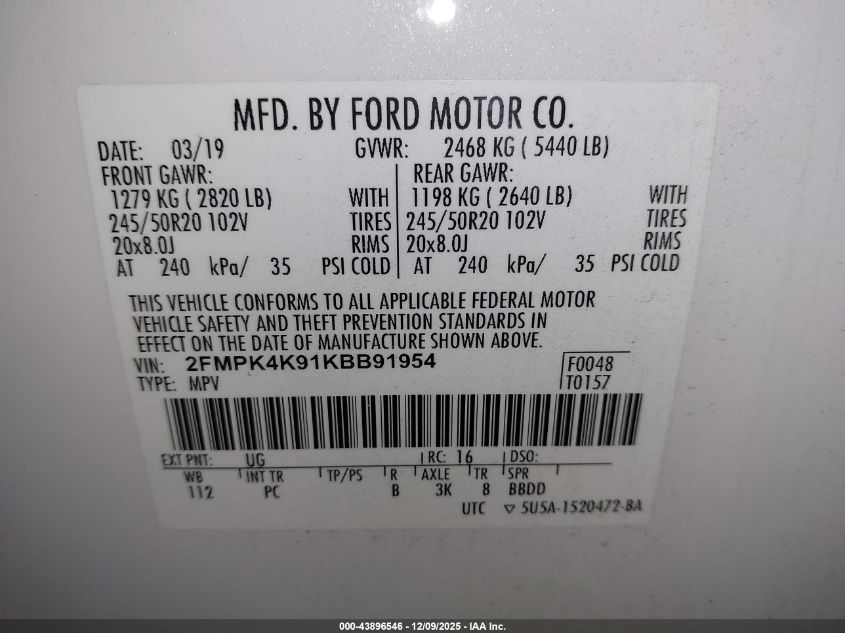 MFD. BY FORD MOTOR CO.
DATE: 03/19 GVWR: 2468 KG ( 5440 LB)
FRONT GAWR: REAR GAWR:
1279 KG ( 2820 LB) WITH 1198 KG ( 2640 LB) WITH
245/50R20 102V TIRES 245/50R20 102V TIRES
20x8.0J RIMS 20x8.0J RIMS
AT 240 kPa/ 35 PSI COLD AT 240 kPa/ 35 PSI COLD
THIS VEHICLE CONFORMS TO ALL APPLICABLE FEDERAL MOTOR
VEHICLE SAFETY AND THEFT PREVENTION STANDARDS IN
EFFECT ON THE DATE OF MANUFACTURE SHOWN ABOVE.
VIN: 2FMPK4K91KBB91954 F0048
TYPE: MPV T0157
EXT PNT: UG RC: 16 DSO:
WB INT TR TP/PS R AXLE TR SPR
112 PC B 3K 8 BBDD
UTC ▽ 5U5A-1520472-BA
000-43896546 - 12/09/2025 - IAA Inc.